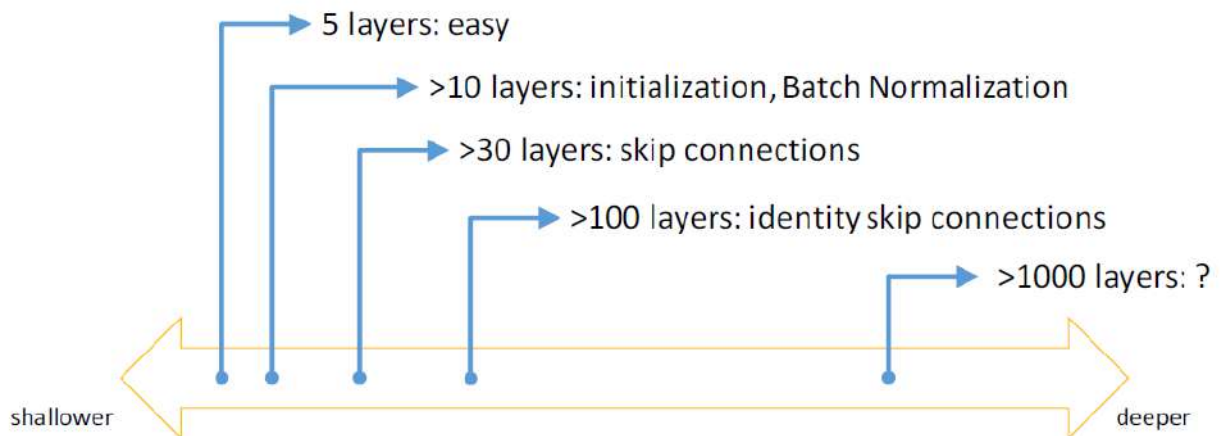 5 layers: easy
>10 layers: initialization, Batch Normalization
>30 layers: skip connections
>100 layers: identity skip connections
>1000 layers: ?
shallower
deeper